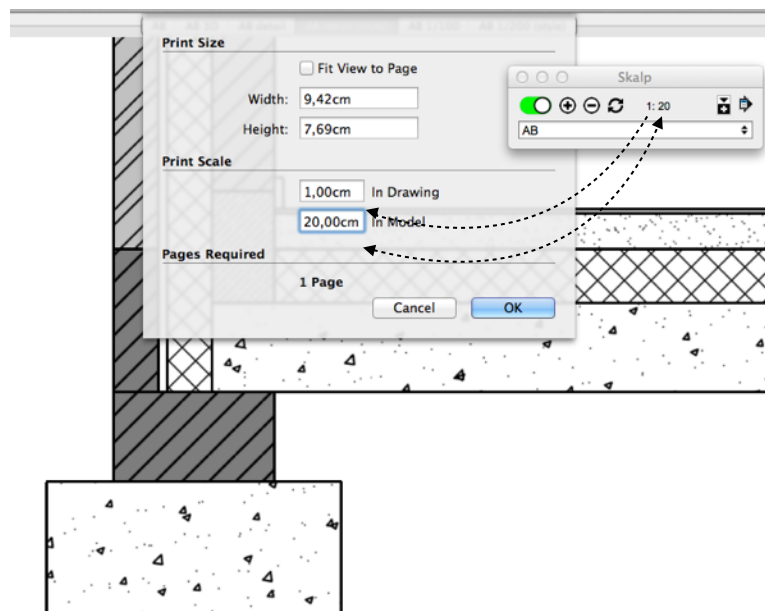 Print Size
Fit View to Page
Width: 9,42cm
Height: 7,69cm
Print Scale
1,00cm In Drawing
20,00cm In Model
Pages Required
1 Page
Cancel OK
Skalp
1: 20
AB